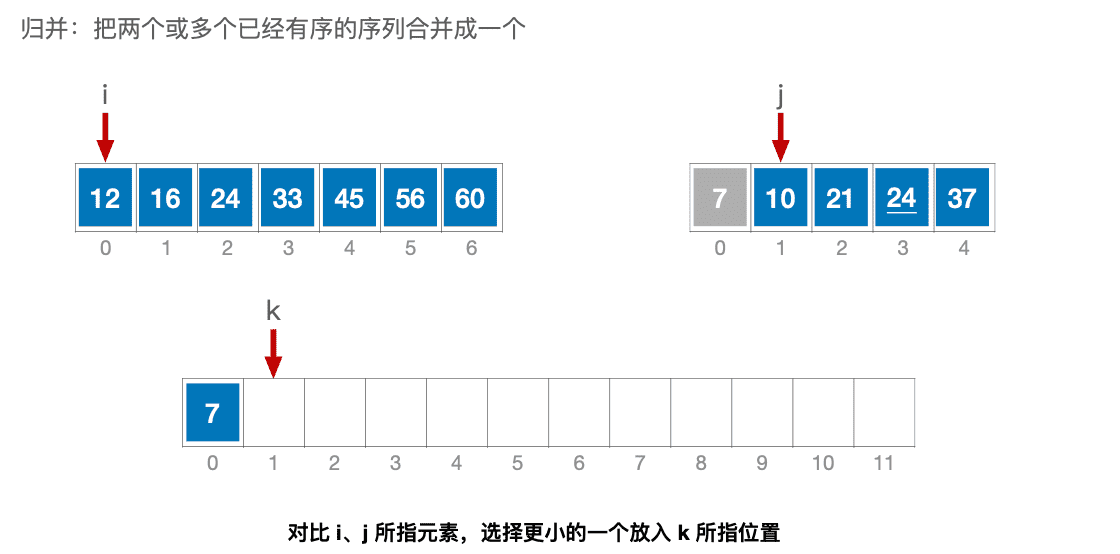 归并：把两个或多个已经有序的序列合并成一个
i
j
12 16 24 33 45 56 60
7 10 21 24 37
0 1 2 3 4 5 6
0 1 2 3 4
k
7
0 1 2 3 4 5 6 7 8 9 10 11
对比 i、j 所指元素，选择更小的一个放入 k 所指位置